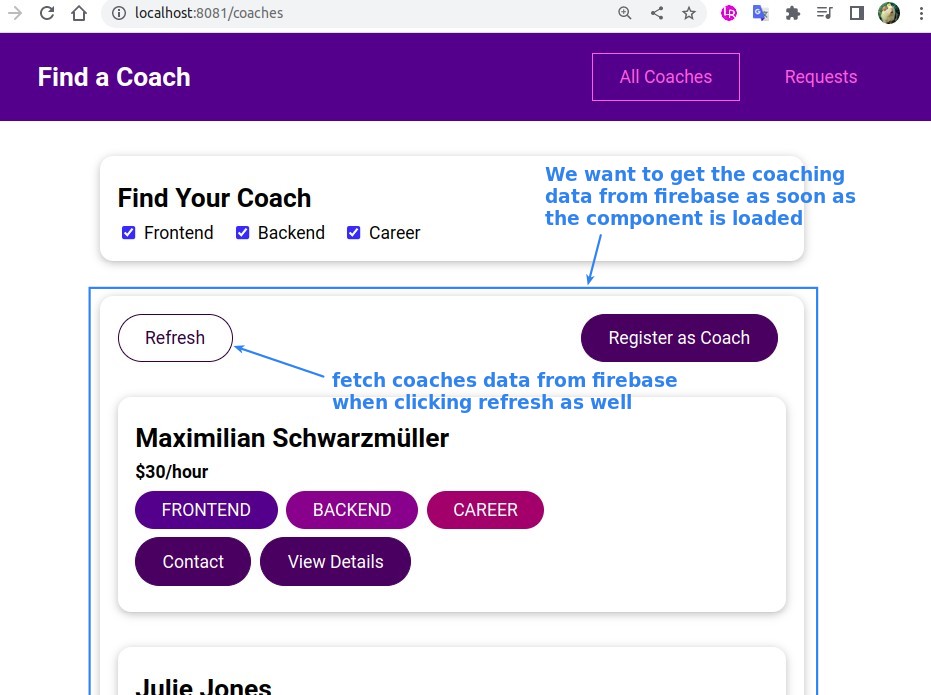 localhost:8081/coaches
Find a Coach
All Coaches
Requests
Find Your Coach
Frontend
Backend
Career
We want to get the coaching
data from firebase as soon as
the component is loaded
Refresh
Register as Coach
fetch coaches data from firebase
when clicking refresh as well
Maximilian Schwarzmüller
$30/hour
FRONTEND
BACKEND
CAREER
Contact
View Details
Julie Jones